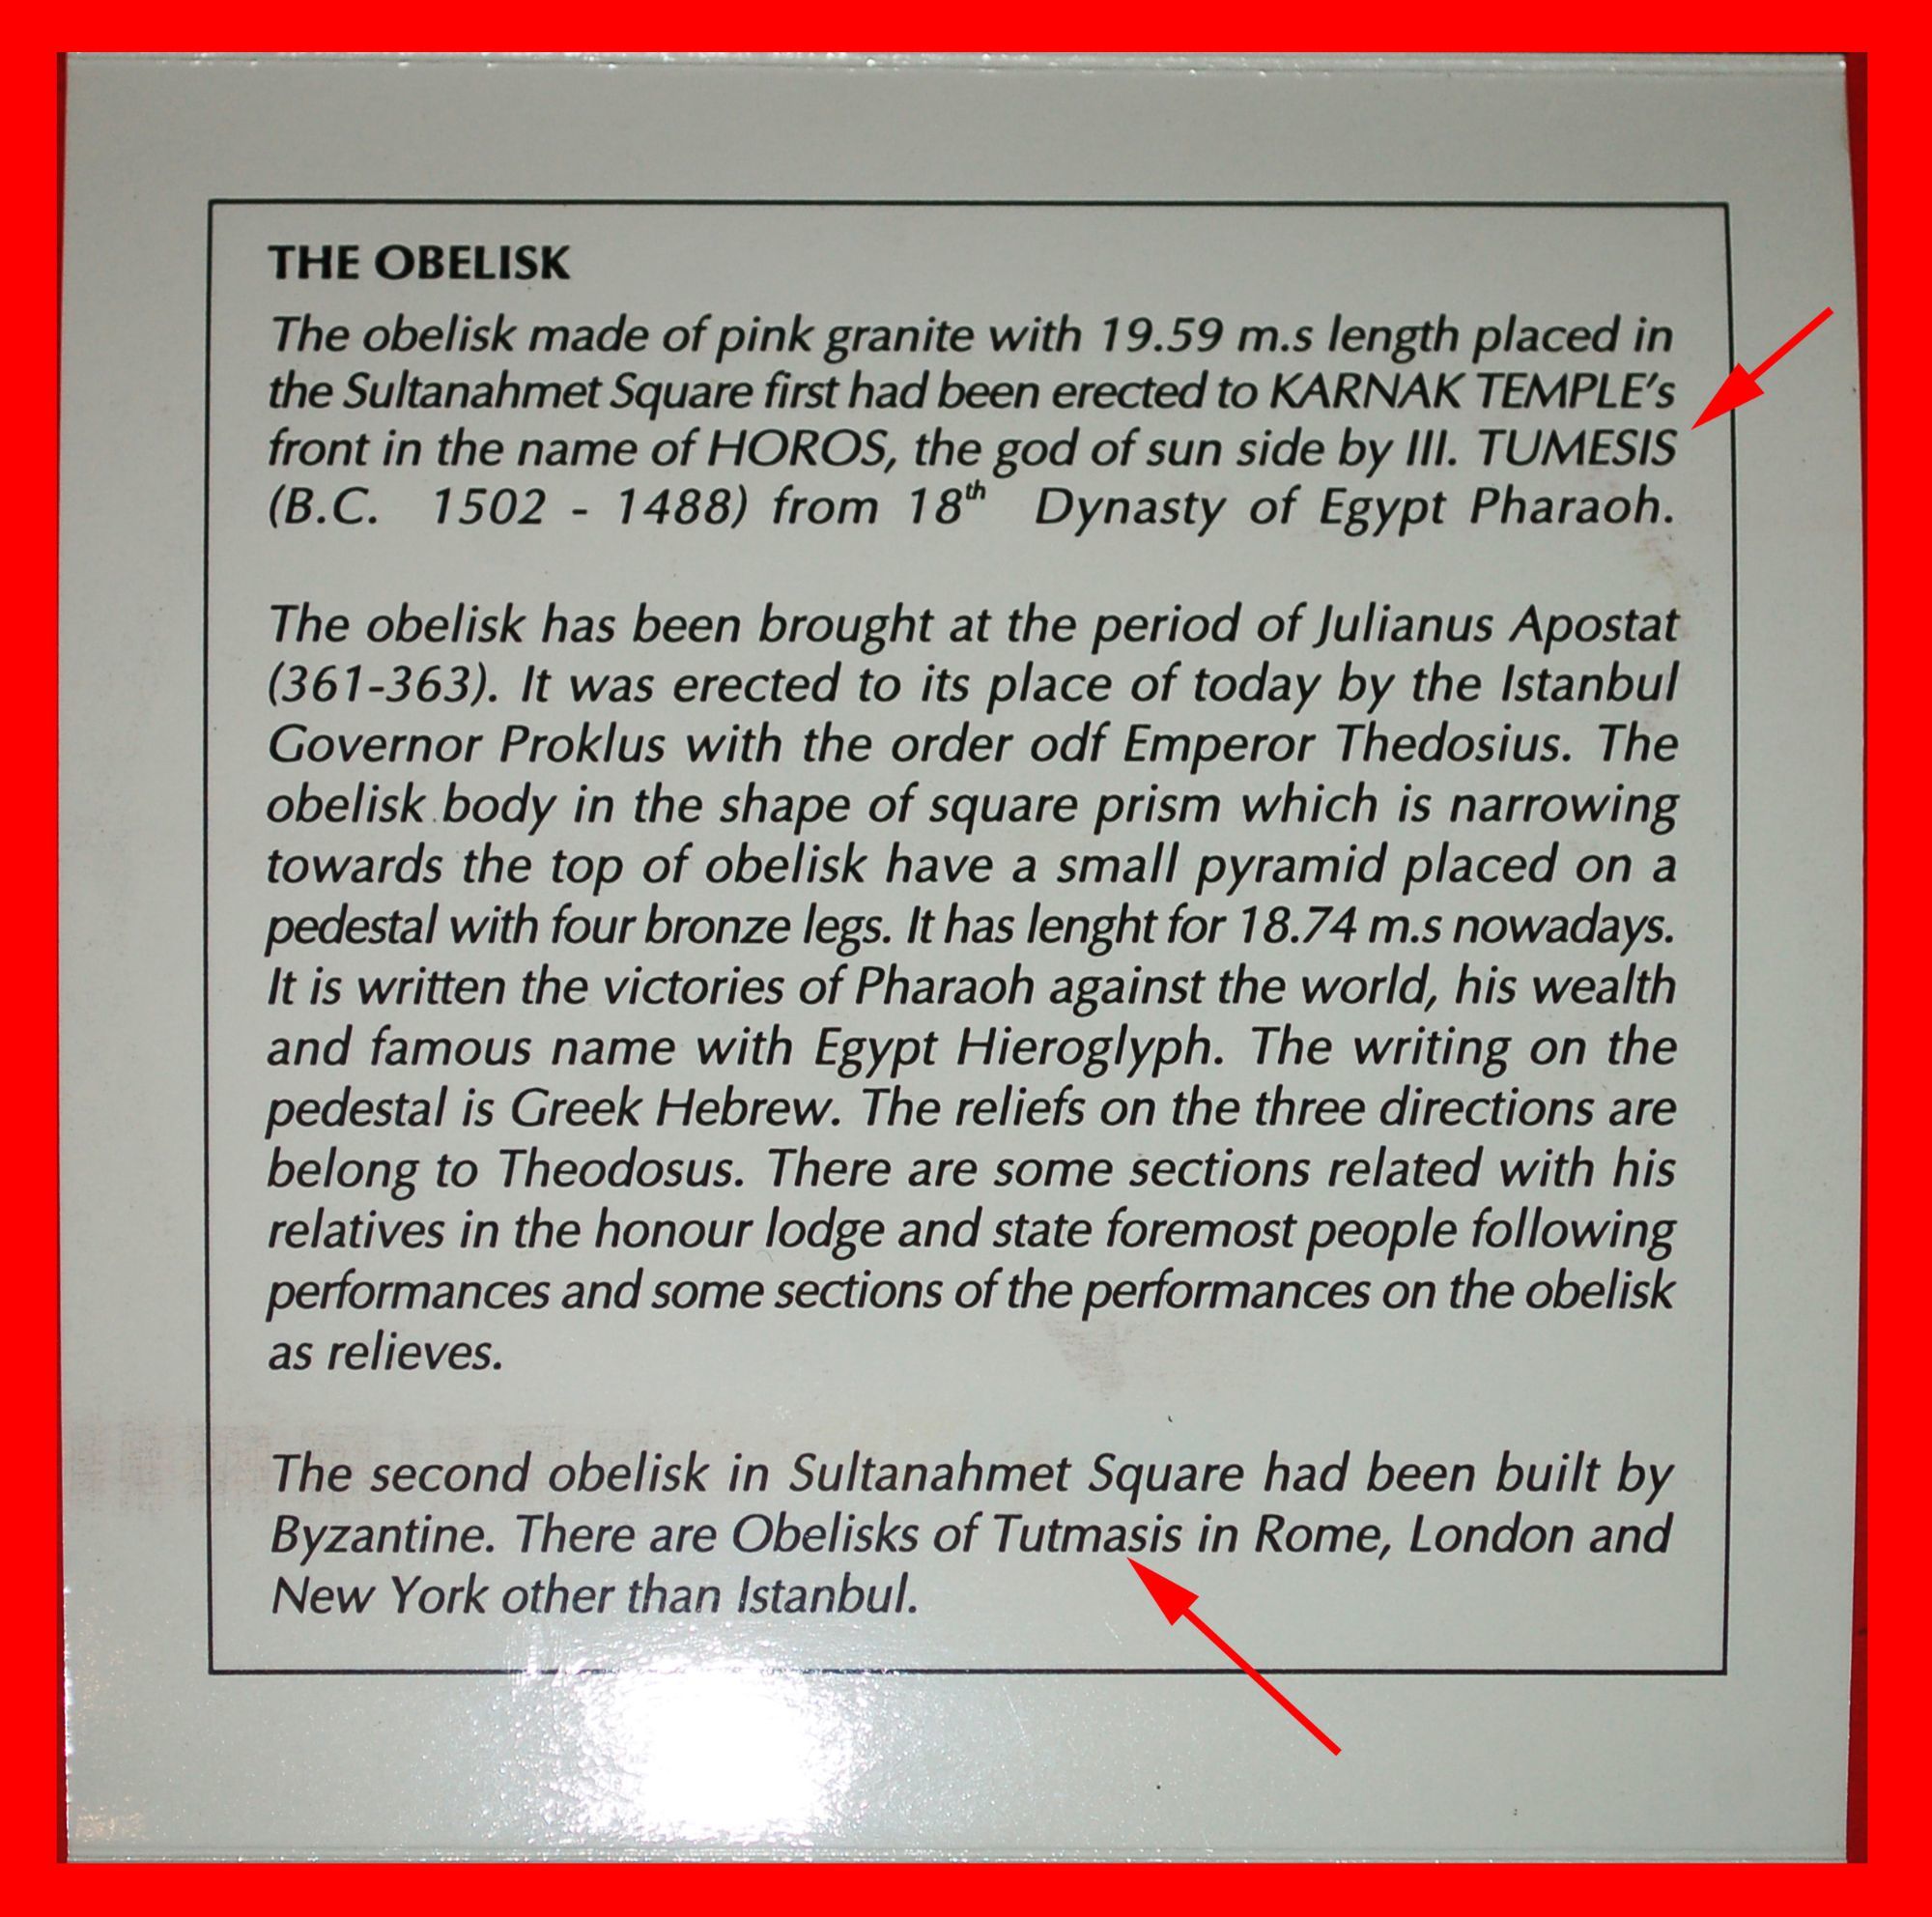 THE OBELISK
The obelisk made of pink granite with 19.59 m.s length placed in
the Sultanahmet Square first had been erected to KARNAK TEMPLE's
front in the name of HOROS, the god of sun side by III. TUMESIS
(B.C. 1502 - 1488) from 18th Dynasty of Egypt Pharaoh.
The obelisk has been brought at the period of Julianus Apostat
(361-363). It was erected to its place of today by the Istanbul
Governor Proklus with the order odf Emperor Thedosius. The
obelisk body in the shape of square prism which is narrowing
towards the top of obelisk have a small pyramid placed on a
pedestal with four bronze legs. It has lenght for 18.74 m.s nowadays.
It is written the victories of Pharaoh against the world, his wealth
and famous name with Egypt Hieroglyph. The writing on the
pedestal is Greek Hebrew. The reliefs on the three directions are
belong to Theodosus. There are some sections related with his
relatives in the honour lodge and state foremost people following
performances and some sections of the performances on the obelisk
as relieves.
The second obelisk in Sultanahmet Square had been built by
Byzantine. There are Obelisks of Tutmasis in Rome, London and
New York other than Istanbul.